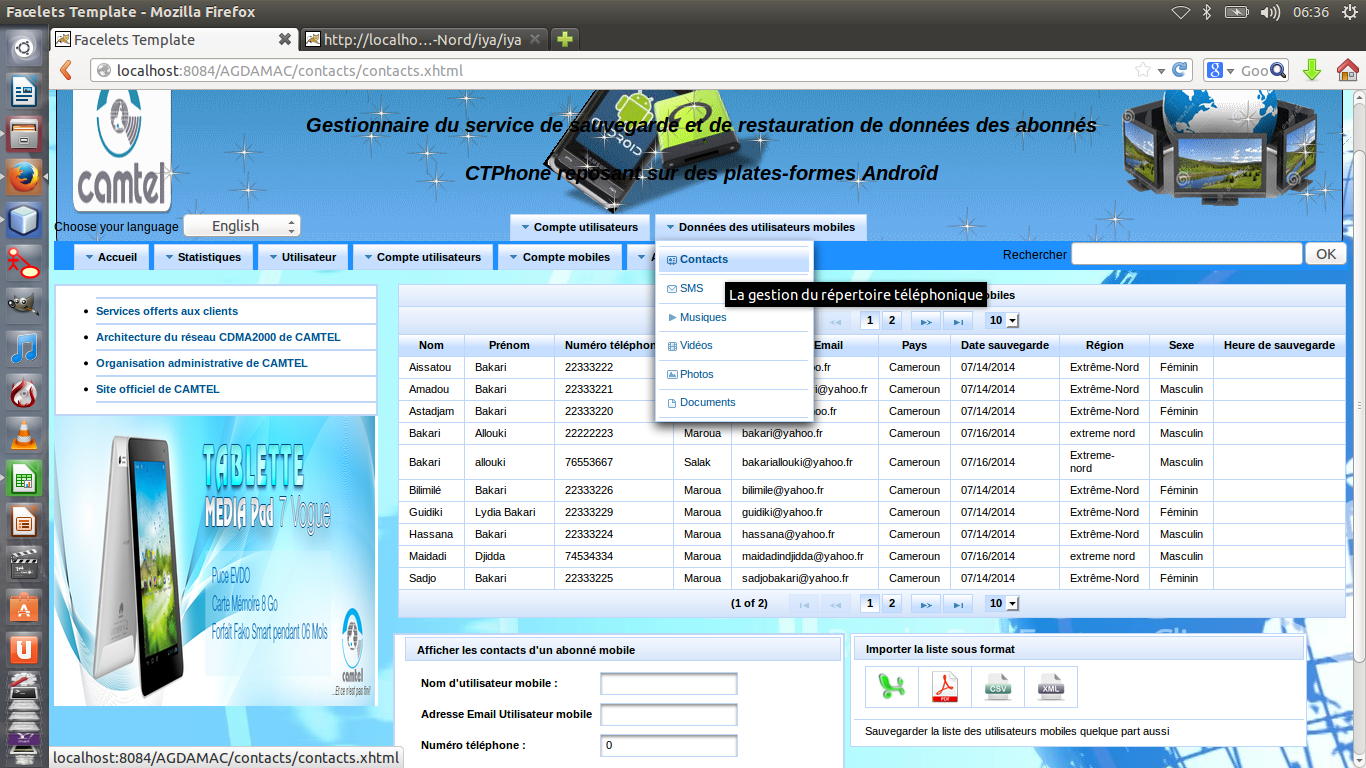 Facelets Template - Mozilla Firefox
06:36
Facelets Template
http://localho...-Nord/iya/iya
localhost:8084/AGDAMAC/contacts/contacts.xhtml
Goo
camtel
Gestionnaire du service de sauvegarde et de restauration de données des abonnés
CTPhone reposant sur des plates-formes Androîd
ANDROID
Choose your language
English
Compte utilisateurs
Données des utilisateurs mobiles
Accueil
Statistiques
Utilisateur
Compte utilisateurs
Compte mobiles
Rechercher
OK
Contacts
SMS
Musiques
Vidéos
Photos
Documents
La gestion du répertoire téléphonique
Services offerts aux clients
Architecture du réseau CDMA2000 de CAMTEL
Organisation administrative de CAMTEL
Site officiel de CAMTEL
1 2 10
Nom Prénom Numéro téléphon Email Pays Date sauvegarde Région Sexe Heure de sauvegarde
Aissatou Bakari 22333222 o.fr Cameroun 07/14/2014 Extrême-Nord Féminin
Amadou Bakari 22333221 i@yahoo.fr Cameroun 07/14/2014 Extrême-Nord Masculin
Astadjam Bakari 22333220 o.fr Cameroun 07/14/2014 Extrême-Nord Féminin
Bakari Allouki 22222223 Maroua bakari@yahoo.fr Cameroun 07/16/2014 extreme nord Masculin
Bakari allouki 76553667 Salak bakariallouki@yahoo.fr Cameroun 07/16/2014 Extreme-
nord Masculin
Bilimilé Bakari 22333226 Maroua bilimile@yahoo.fr Cameroun 07/14/2014 Extrême-Nord Féminin
Guidiki Lydia Bakari 22333229 Maroua guidiki@yahoo.fr Cameroun 07/14/2014 Extrême-Nord Féminin
Hassana Bakari 22333224 Maroua hassana@yahoo.fr Cameroun 07/14/2014 Extrême-Nord Masculin
Maidadi Djidda 74534334 Maroua maidadindjidda@yahoo.fr Cameroun 07/16/2014 extreme nord Masculin
Sadjo Bakari 22333225 Maroua sadjobakari@yahoo.fr Cameroun 07/14/2014 Extrême-Nord Féminin
(1 of 2) 1 2 10
TABLETTE
MEDIA Pad 7 Vogue
Puce EVDO
Carte Mémoire 8 Go
Forfait Fako Smart pendant 06 Mois
camtel
...Et ce n'est pas fini!
Afficher les contacts d'un abonné mobile
Nom d'utilisateur mobile :
Adresse Email Utilisateur mobile
Numéro téléphone :
0
Importer la liste sous format
PDF
CSV
XML
Sauvegarder la liste des utilisateurs mobiles quelque part aussi
localhost:8084/AGDAMAC/contacts/contacts.xhtml